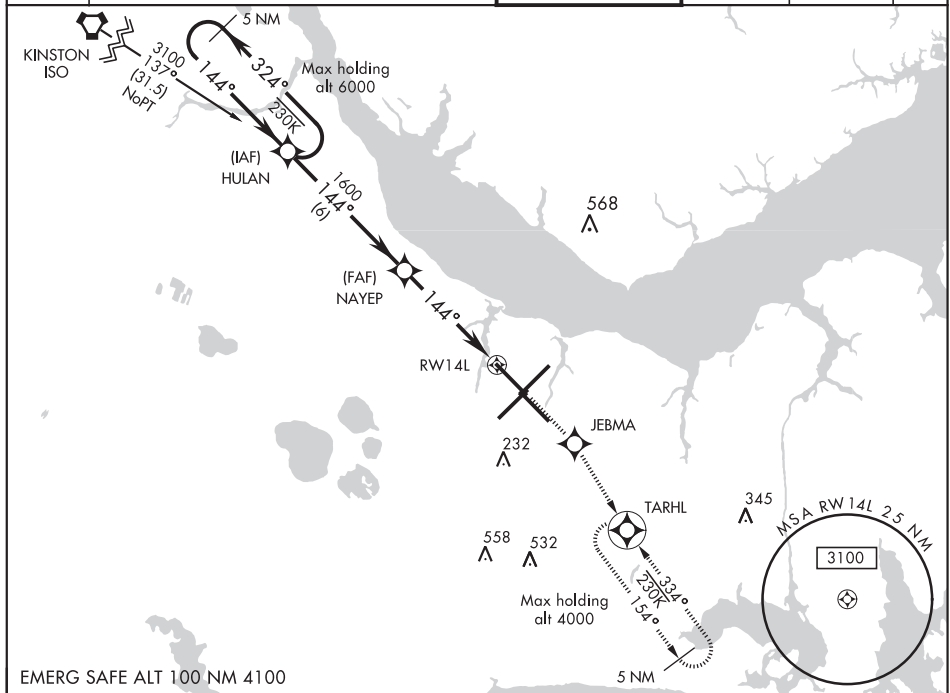 5 NM
KINSTON
ISO
3100
137°
(31.5)
NoPT
144°
324°
230K
Max holding
alt 6000
(IAF)
HULAN
1600
144°
(6)
568
(FAF)
NAYEP
144°
RW14L
JEBMA
232
TARHL
345
MSA RW14L 25 NM
3100
558
532
334°
230K
154°
Max holding
alt 4000
5 NM
EMERG SAFE ALT 100 NM 4100